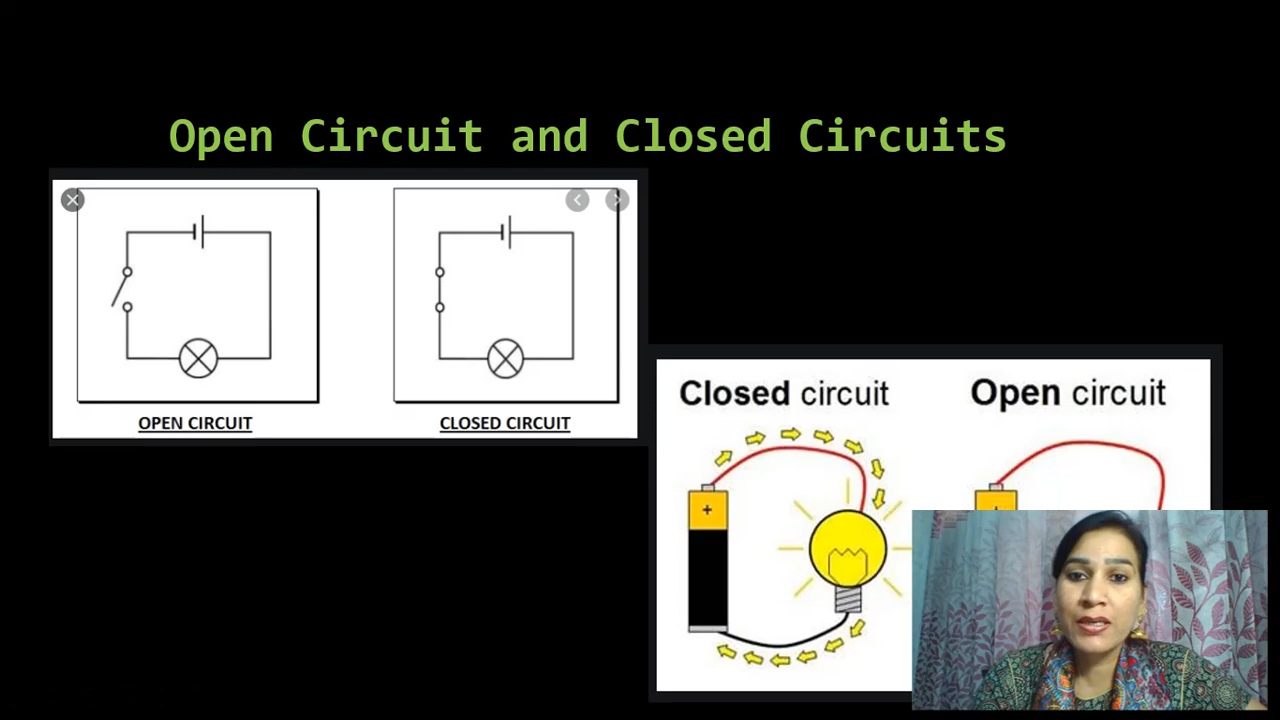 Open Circuit and Closed Circuits
OPEN CIRCUIT
CLOSED CIRCUIT
Closed circuit
Open circuit
+
+